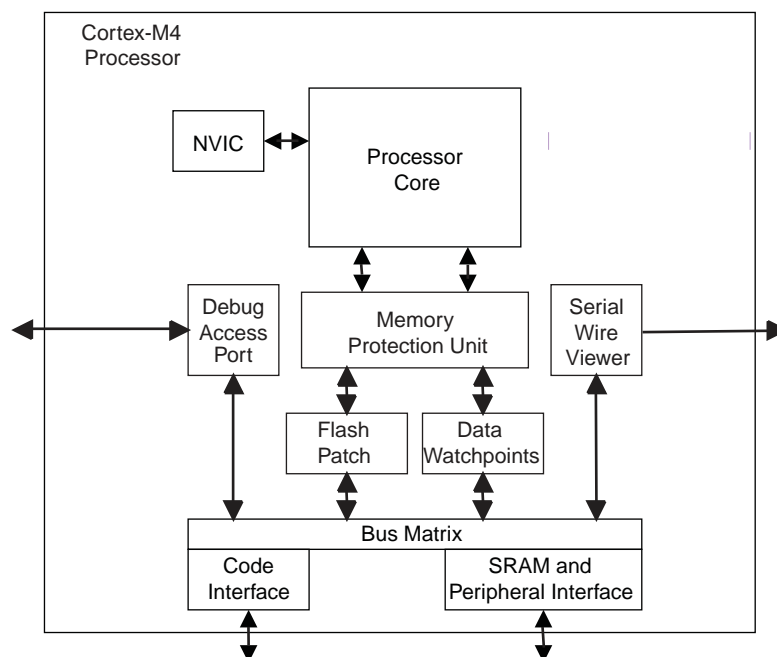 Cortex-M4
Processor
NVIC
Processor
Core
Debug
Access
Port
Memory
Protection Unit
Serial
Wire
Viewer
Flash
Patch
Data
Watchpoints
Bus Matrix
Code
Interface
SRAM and
Peripheral Interface